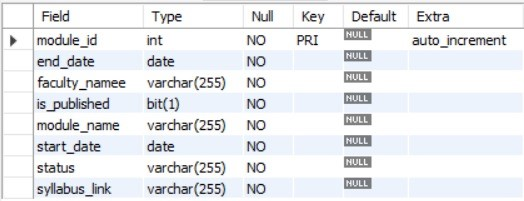 Field Type Null Key Default Extra
module_id int NO PRI NULL auto_increment
end_date date NO NULL
faculty_namee varchar(255) NO NULL
is_published bit(1) NO NULL
module_name varchar(255) NO NULL
start_date date NO NULL
status varchar(255) NO NULL
syllabus_link varchar(255) NO NULL